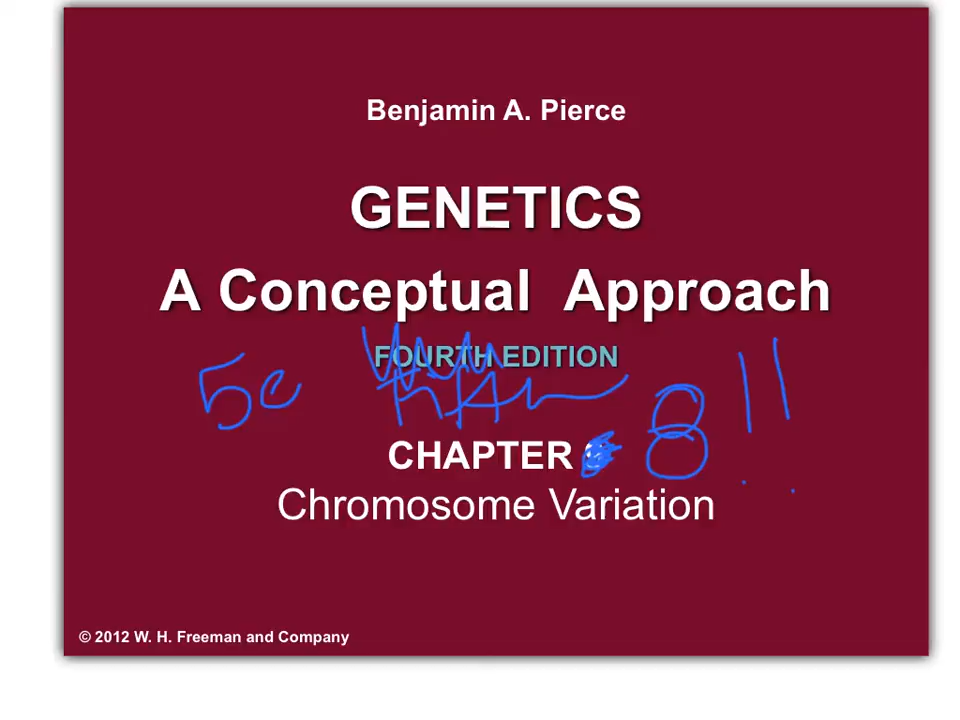 Benjamin A. Pierce
GENETICS
A Conceptual Approach
FOURTH EDITION
5e
CHAPTER 8!!
Chromosome Variation
© 2012 W. H. Freeman and Company